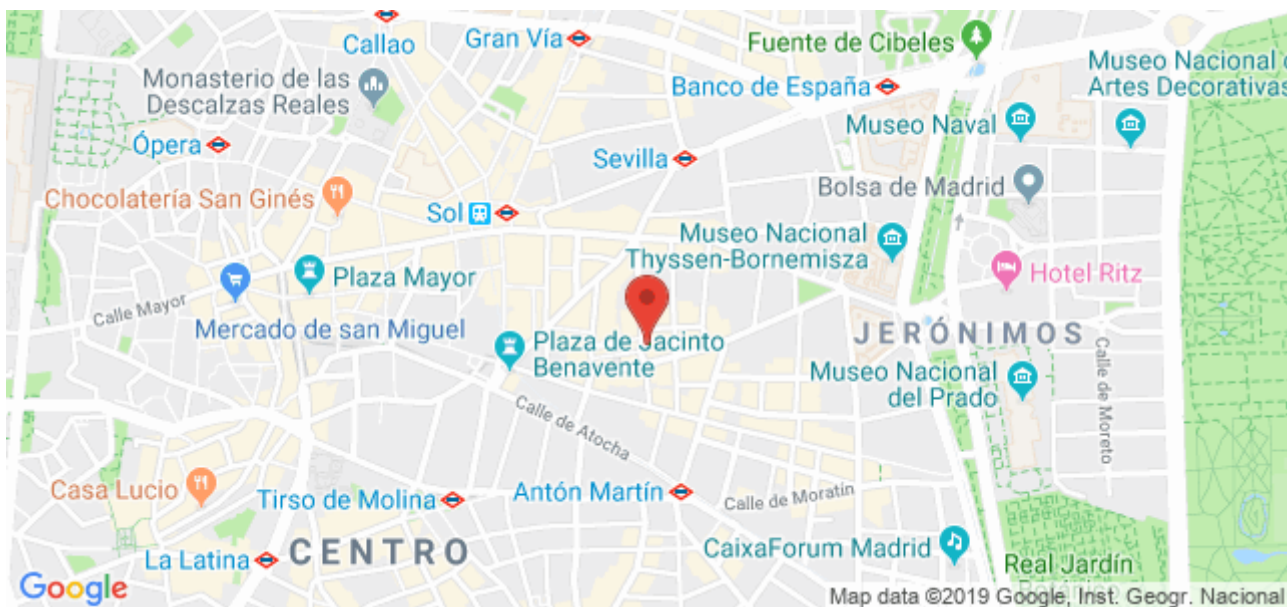 Callao
Gran Vía
Fuente de Cibeles
Monasterio de las
Descalzas Reales
Banco de España
Museo Nacional
Artes Decorativas
Ópera
Sevilla
Museo Naval
Chocolatería San Ginés
Bolsa de Madrid
Sol
Museo Nacional
Thyssen-Bornemisza
Plaza Mayor
Hotel Ritz
Calle Mayor
Mercado de san Miguel
JERÓNIMOS
Plaza de Jacinto
Benavente
Museo Nacional
del Prado
Calle de Moreto
Calle de Atocha
Casa Lucio
Tirso de Molina
Antón Martín
Calle de Moratín
La Latina
CENTRO
CaixaForum Madrid
Real Jardín
Google
Map data ©2019 Google, Inst. Geogr. Nacional